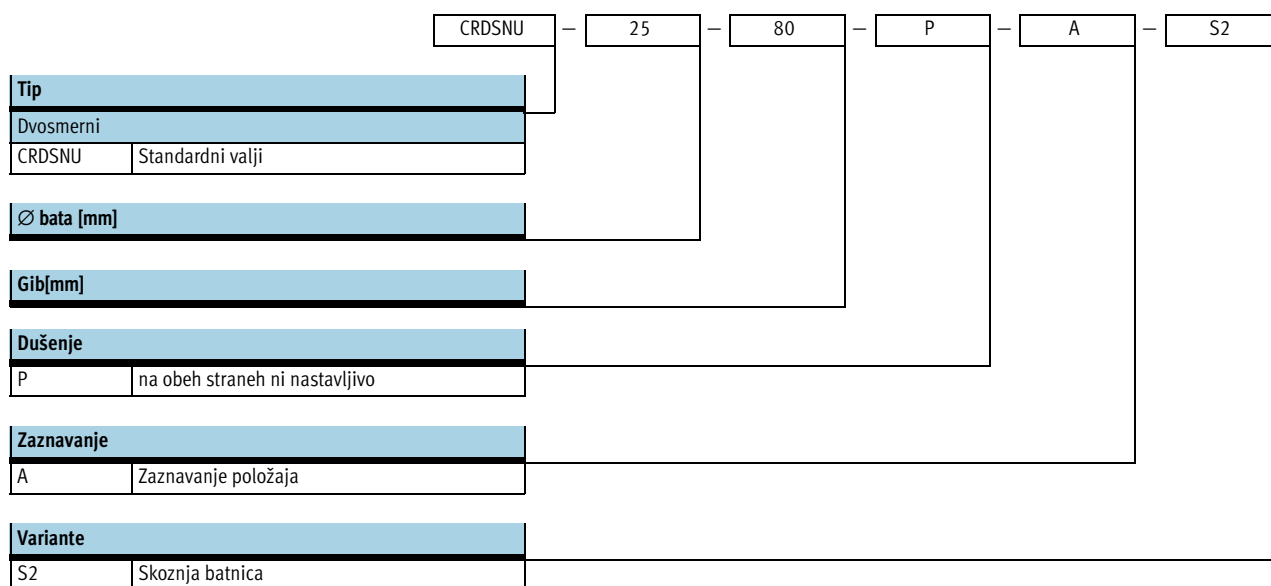 CRDSNU – 25 – 80 – P – A – S2
Tip
Dvosmerni
CRDSNU Standardni valji
∅ bata [mm]
Gib[mm]
Dušenje
P na obeh straneh ni nastavljivo
Zaznavanje
A Zaznavanje položaja
Variante
S2 Skoznja batnica